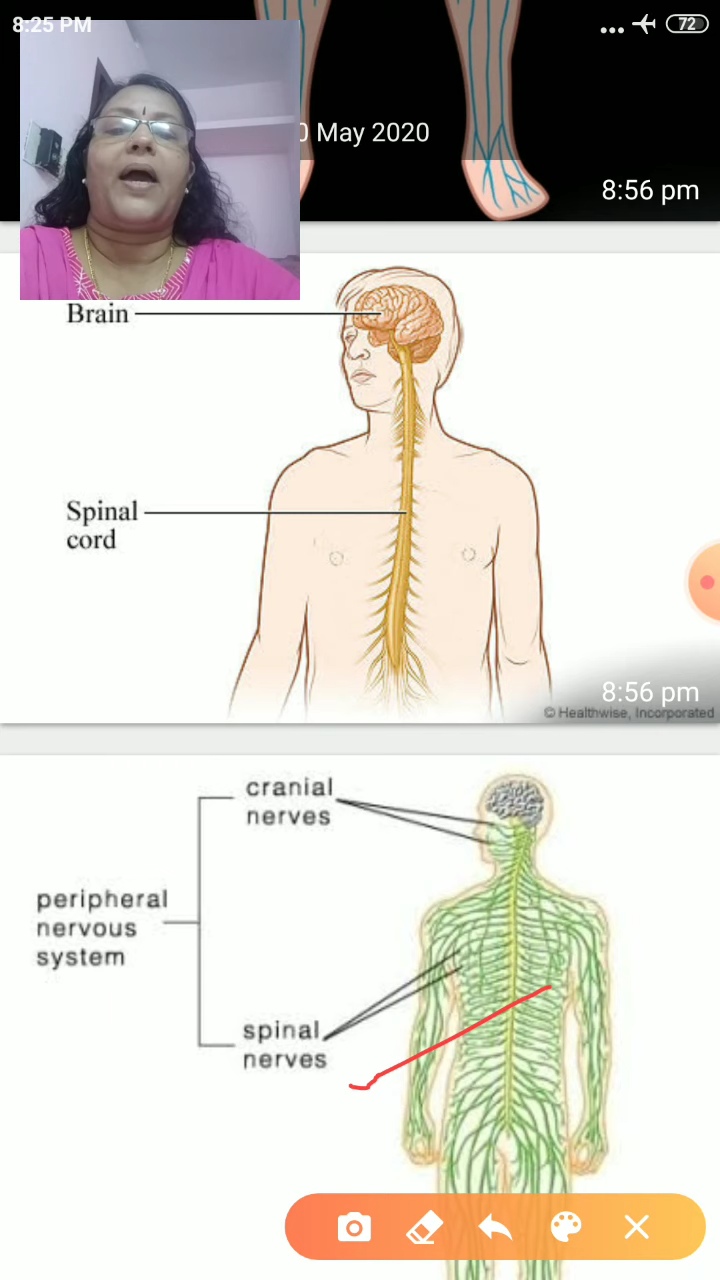 8:25 PM
72
0 May 2020
8:56 pm
Brain
Spinal
cord
8:56 pm
© Healthwise, Incorporated
cranial
nerves
peripheral
nervous
system
spinal
nerves